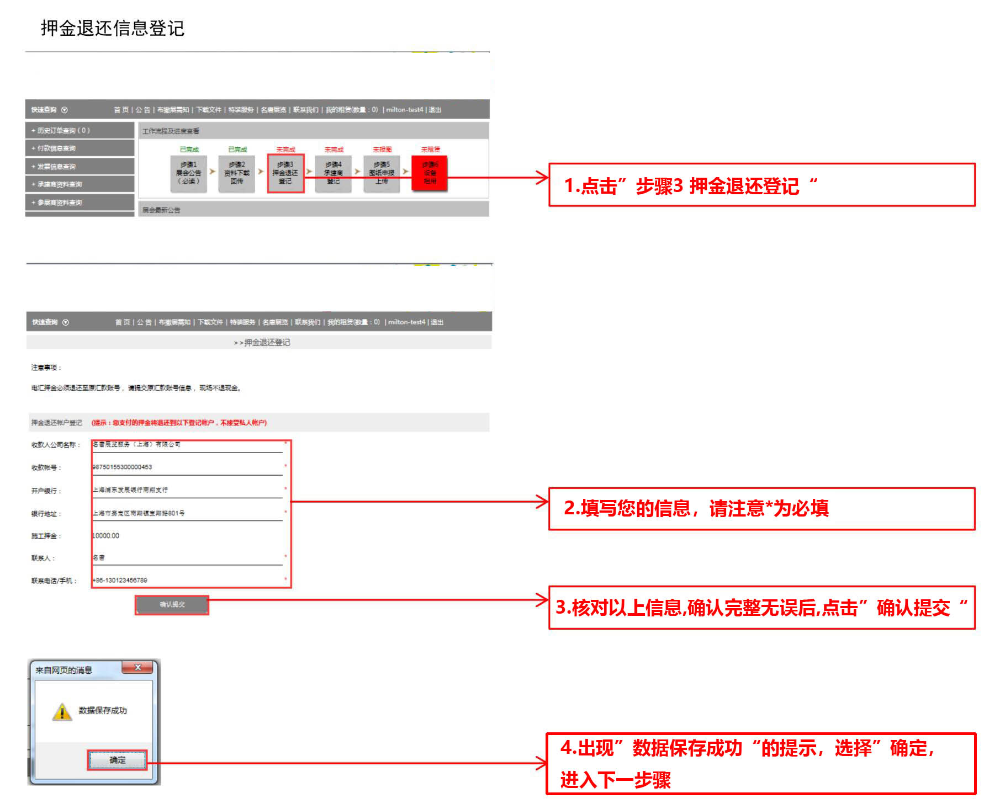 押金退还信息登记
快速查询 首 页 | 公 告 | 布撤展需知 | 下载文件 | 特装服务 | 名唐展览 | 联系我们 | 我的租赁(数量：0) | milton-test4 | 退出
+ 历史订单查询 ( 0 )
+ 付款信息查询
+ 发票信息查询
+ 承建商资料查询
+ 参展商资料查询
工作流程及进度查看
已完成 已完成 未完成 未完成 未报图 未租赁
步骤1 展会公告 （必读）
步骤2 资料下载 回传
步骤3 押金退还 登记
步骤4 承建商 登记
步骤5 图纸申报 上传
步骤6 设备 租用
展会最新公告
1.点击”步骤3 押金退还登记“
快速查询 首 页 | 公 告 | 布撤展需知 | 下载文件 | 特装服务 | 名唐展览 | 联系我们 | 我的租赁(数量：0) | milton-test4 | 退出
>>押金退还登记
注意事项：
电汇押金必须退还至原汇款账号，请提交原汇款账号信息，现场不退现金。
押金退还帐户登记 (提示：您支付的押金将退还到以下登记帐户，不接受私人帐户)
收款人公司名称： 名唐展览服务（上海）有限公司 *
收款帐号： 98750155300000453 *
开户银行： 上海浦东发展银行南翔支行 *
银行地址： 上海市嘉定区南翔镇宝翔路801号 *
施工押金： 10000.00
联系人： 名唐 *
联系电话/手机： +86-130123456789 *
确认提交
2.填写您的信息，请注意*为必填
3.核对以上信息,确认完整无误后,点击”确认提交“
来自网页的消息
数据保存成功
确定
4.出现”数据保存成功“的提示，选择”确定，
进入下一步骤